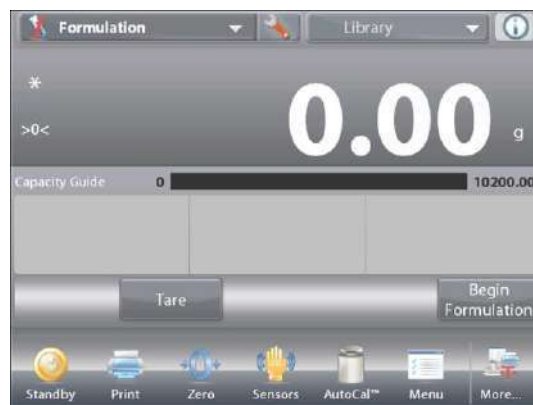 Formulation
Library
*
>0<
0.00 g
Capacity Guide 0 10200.00
Tare
Begin
Formulation
Standby Print Zero Sensors AutoCal™ Menu More...